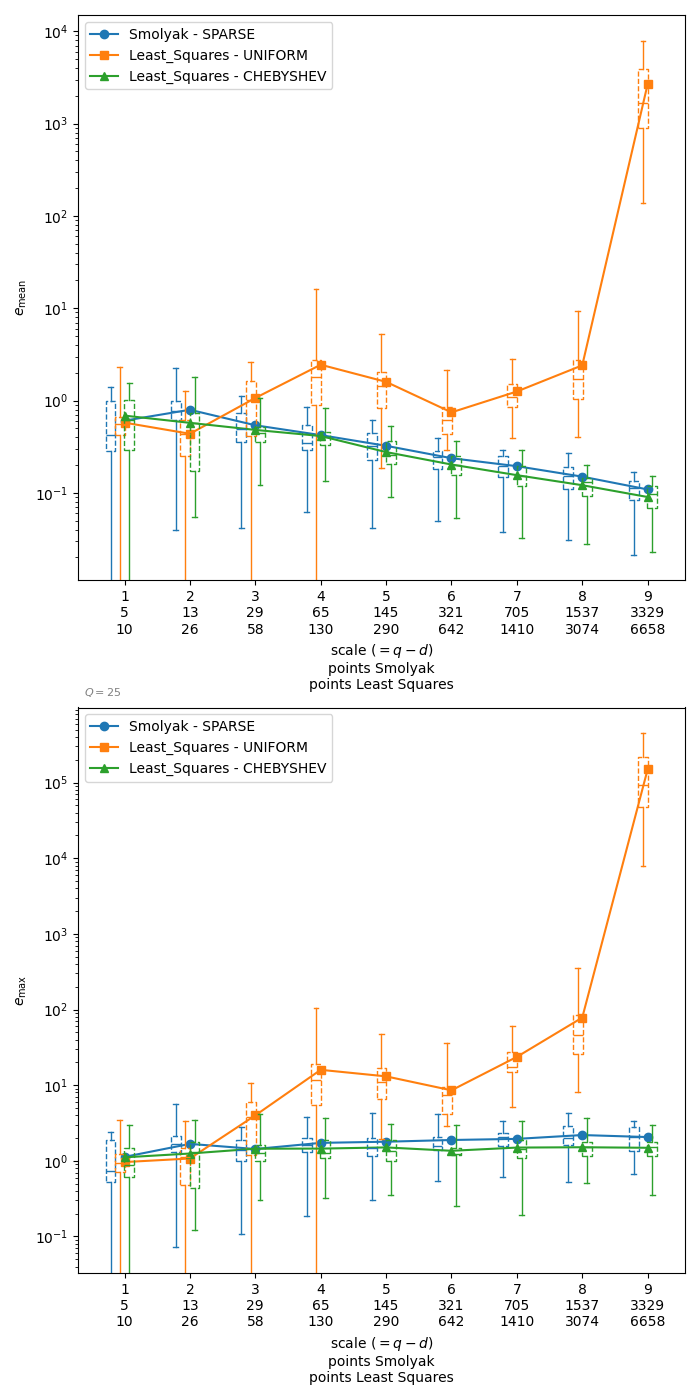 10⁴
10³
10²
10¹
10⁰
10⁻¹
e_mean
Smolyak - SPARSE
Least_Squares - UNIFORM
Least_Squares - CHEBYSHEV
1 2 3 4 5 6 7 8 9
5 13 29 65 145 321 705 1537 3329
10 26 58 130 290 642 1410 3074 6658
scale (= q − d)
points Smolyak
points Least Squares
Q = 25
10⁵
10⁴
10³
10²
10¹
10⁰
10⁻¹
e_max
Smolyak - SPARSE
Least_Squares - UNIFORM
Least_Squares - CHEBYSHEV
1 2 3 4 5 6 7 8 9
5 13 29 65 145 321 705 1537 3329
10 26 58 130 290 642 1410 3074 6658
scale (= q − d)
points Smolyak
points Least Squares